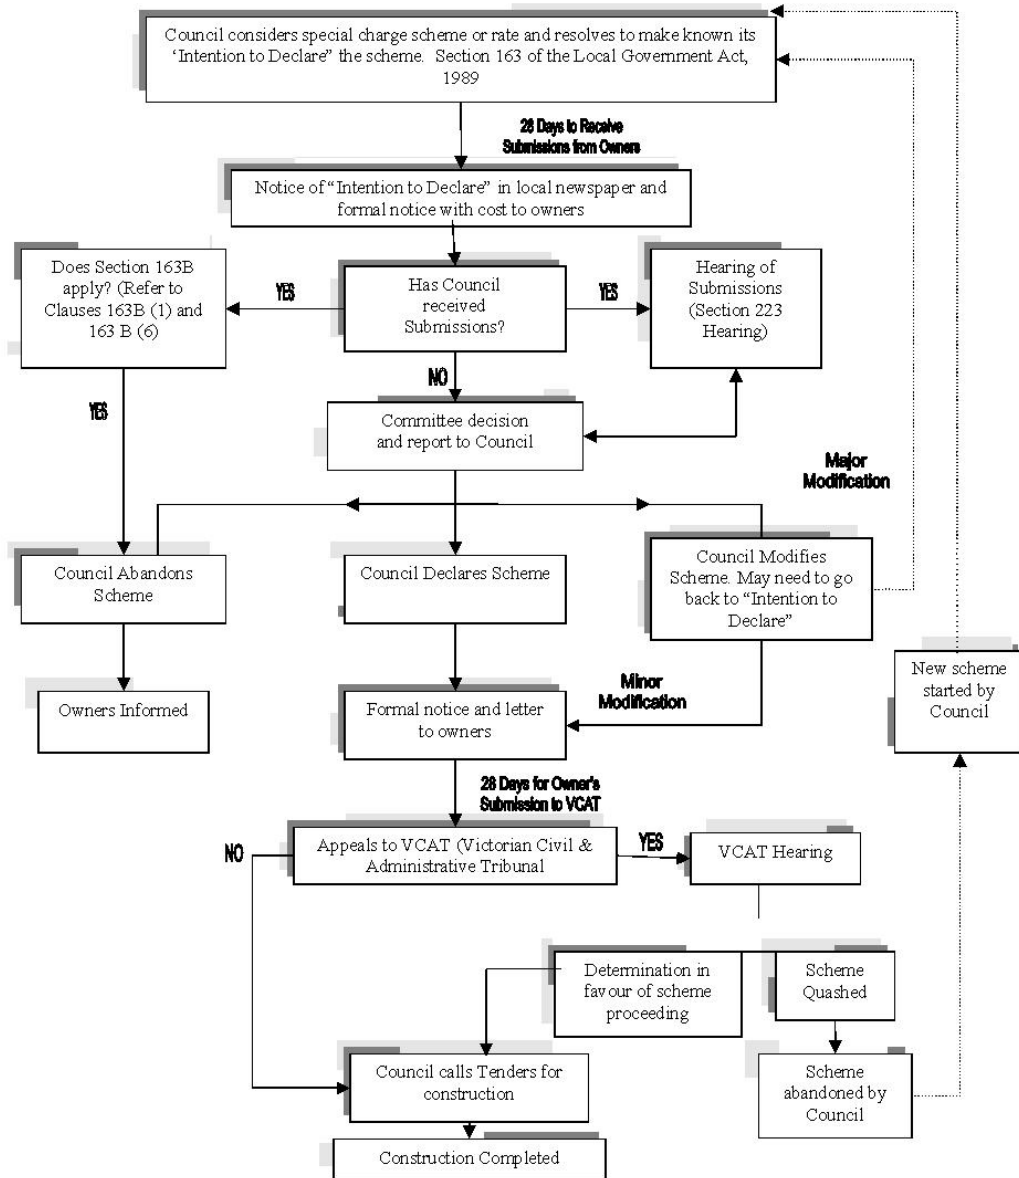 Council considers special charge scheme or rate and resolves to make known its
‘Intention to Declare” the scheme. Section 163 of the Local Government Act,
1989
28 Days to Receive
Submissions from Owners
Notice of “Intention to Declare” in local newspaper and
formal notice with cost to owners
Does Section 163B
apply? (Refer to
Clauses 163B (1) and
163 B (6)
YES
Has Council
received
Submissions?
YES
Hearing of
Submissions
(Section 223
Hearing)
NO
YES
Committee decision
and report to Council
Major
Modification
Council Abandons
Scheme
Council Declares Scheme
Council Modifies
Scheme. May need to go
back to “Intention to
Declare”
Owners Informed
Formal notice and letter
to owners
Minor
Modification
New scheme
started by
Council
28 Days for Owner's
Submission to VCAT
NO
Appeals to VCAT (Victorian Civil &
Administrative Tribunal
YES
VCAT Hearing
Determination in
favour of scheme
proceeding
Scheme
Quashed
Council calls Tenders for
construction
Scheme
abandoned by
Council
Construction Completed